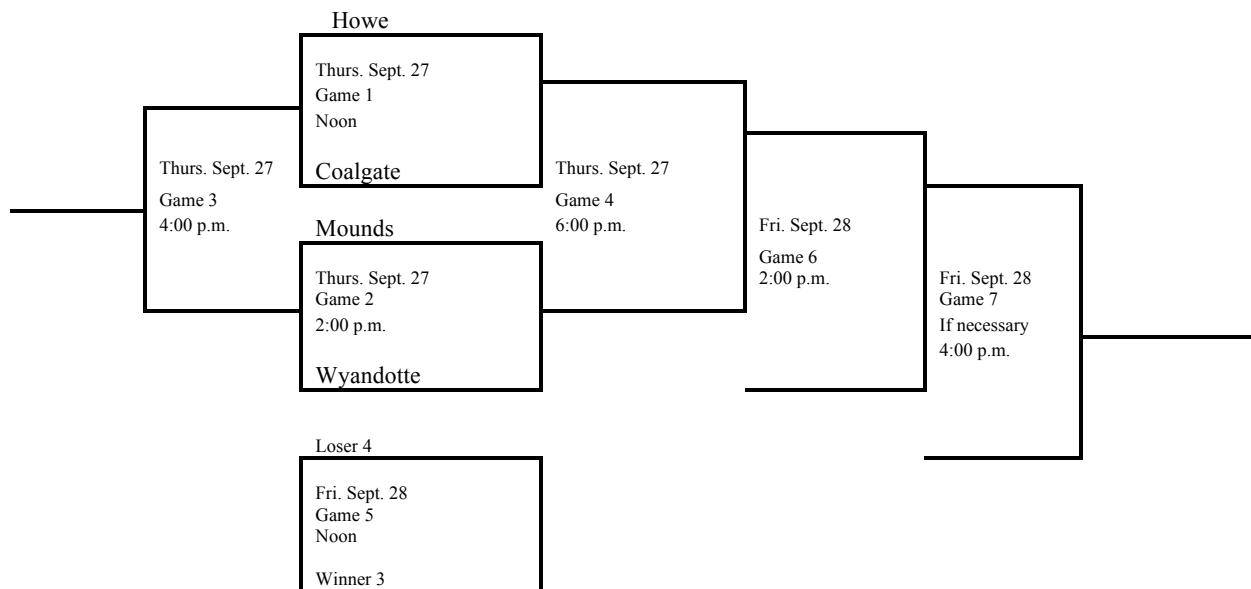 Howe
Thurs. Sept. 27
Game 1
Noon
Coalgate
Thurs. Sept. 27
Game 3
4:00 p.m.
Thurs. Sept. 27
Game 4
6:00 p.m.
Mounds
Thurs. Sept. 27
Game 2
2:00 p.m.
Wyandotte
Fri. Sept. 28
Game 6
2:00 p.m.
Fri. Sept. 28
Game 7
If necessary
4:00 p.m.
Loser 4
Fri. Sept. 28
Game 5
Noon
Winner 3